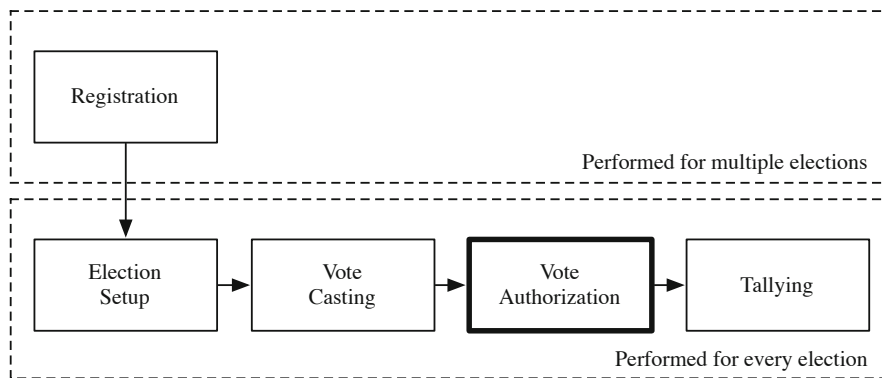 Registration
Performed for multiple elections
Election
Setup
Vote
Casting
Vote
Authorization
Tallying
Performed for every election